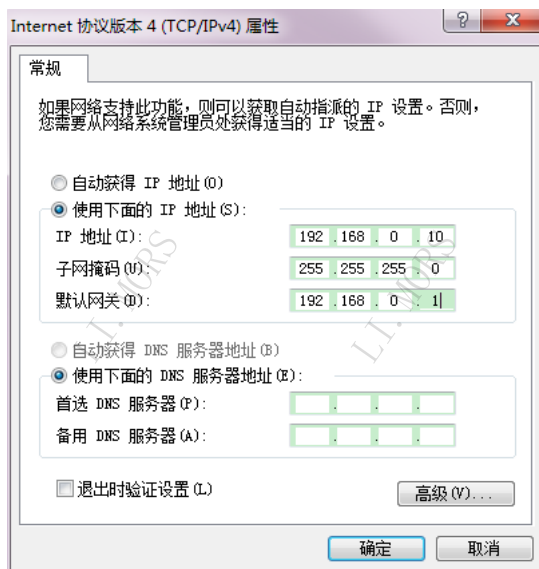 Internet 协议版本 4 (TCP/IPv4) 属性
常规
如果网络支持此功能，则可以获取自动指派的 IP 设置。否则，
您需要从网络系统管理员处获得适当的 IP 设置。
自动获得 IP 地址(O)
使用下面的 IP 地址(S):
IP 地址(I): 192 . 168 . 0 . 10
子网掩码(U): 255 . 255 . 255 . 0
默认网关(D): 192 . 168 . 0 . 1
自动获得 DNS 服务器地址(B)
使用下面的 DNS 服务器地址(E):
首选 DNS 服务器(P): . . .
备用 DNS 服务器(A): . . .
退出时验证设置(L)
高级(V)...
确定 取消
LI.MORS
LI.MORS